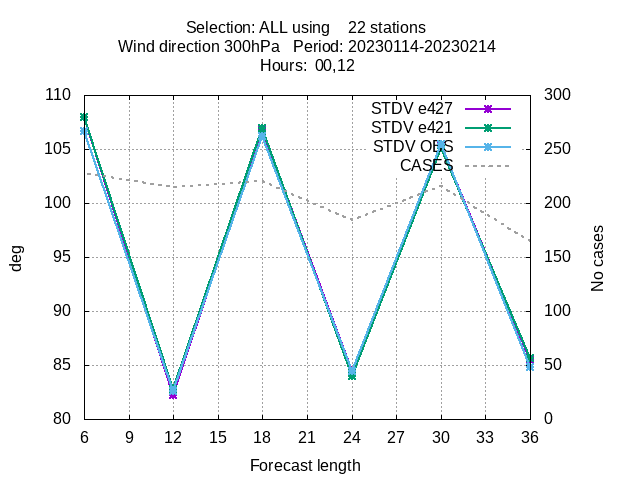 Selection: ALL using 22 stations
Wind direction 300hPa Period: 20230114-20230214
Hours: 00,12
STDV e427
STDV e421
STDV OBS
CASES
110
105
100
95
90
85
80
300
250
200
150
100
50
0
deg
No cases
6 9 12 15 18 21 24 27 30 33 36
Forecast length